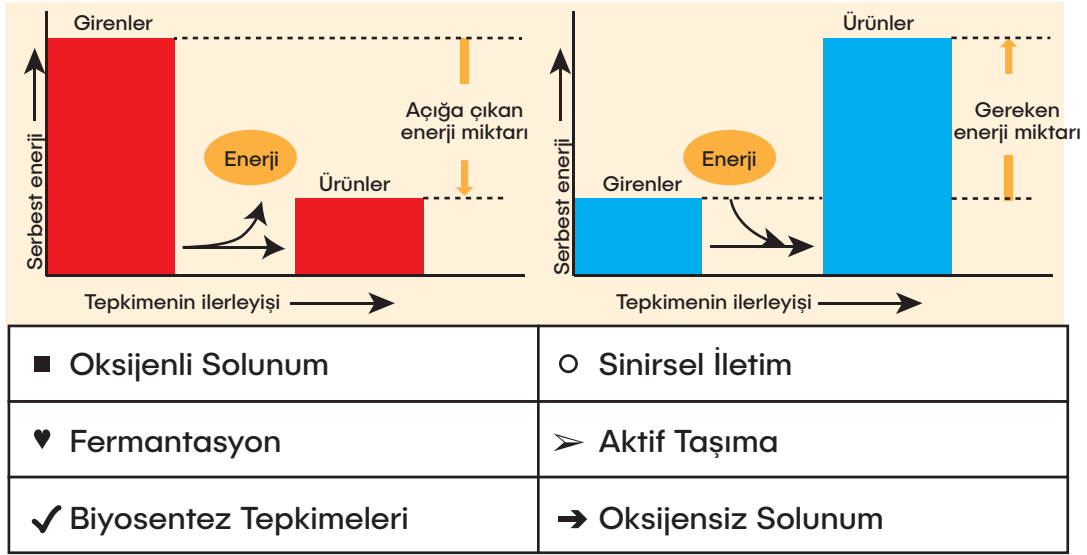 Girenler
Serbest enerji
Enerji
Ürünler
Açığa çıkan
enerji miktarı
Tepkimenin ilerleyişi
Ürünler
Serbest enerji
Girenler
Enerji
Gereken
enerji miktarı
Tepkimenin ilerleyişi
■ Oksijenli Solunum
○ Sinirsel İletim
♥ Fermantasyon
➢ Aktif Taşıma
✓ Biyosentez Tepkimeleri
➔ Oksijensiz Solunum